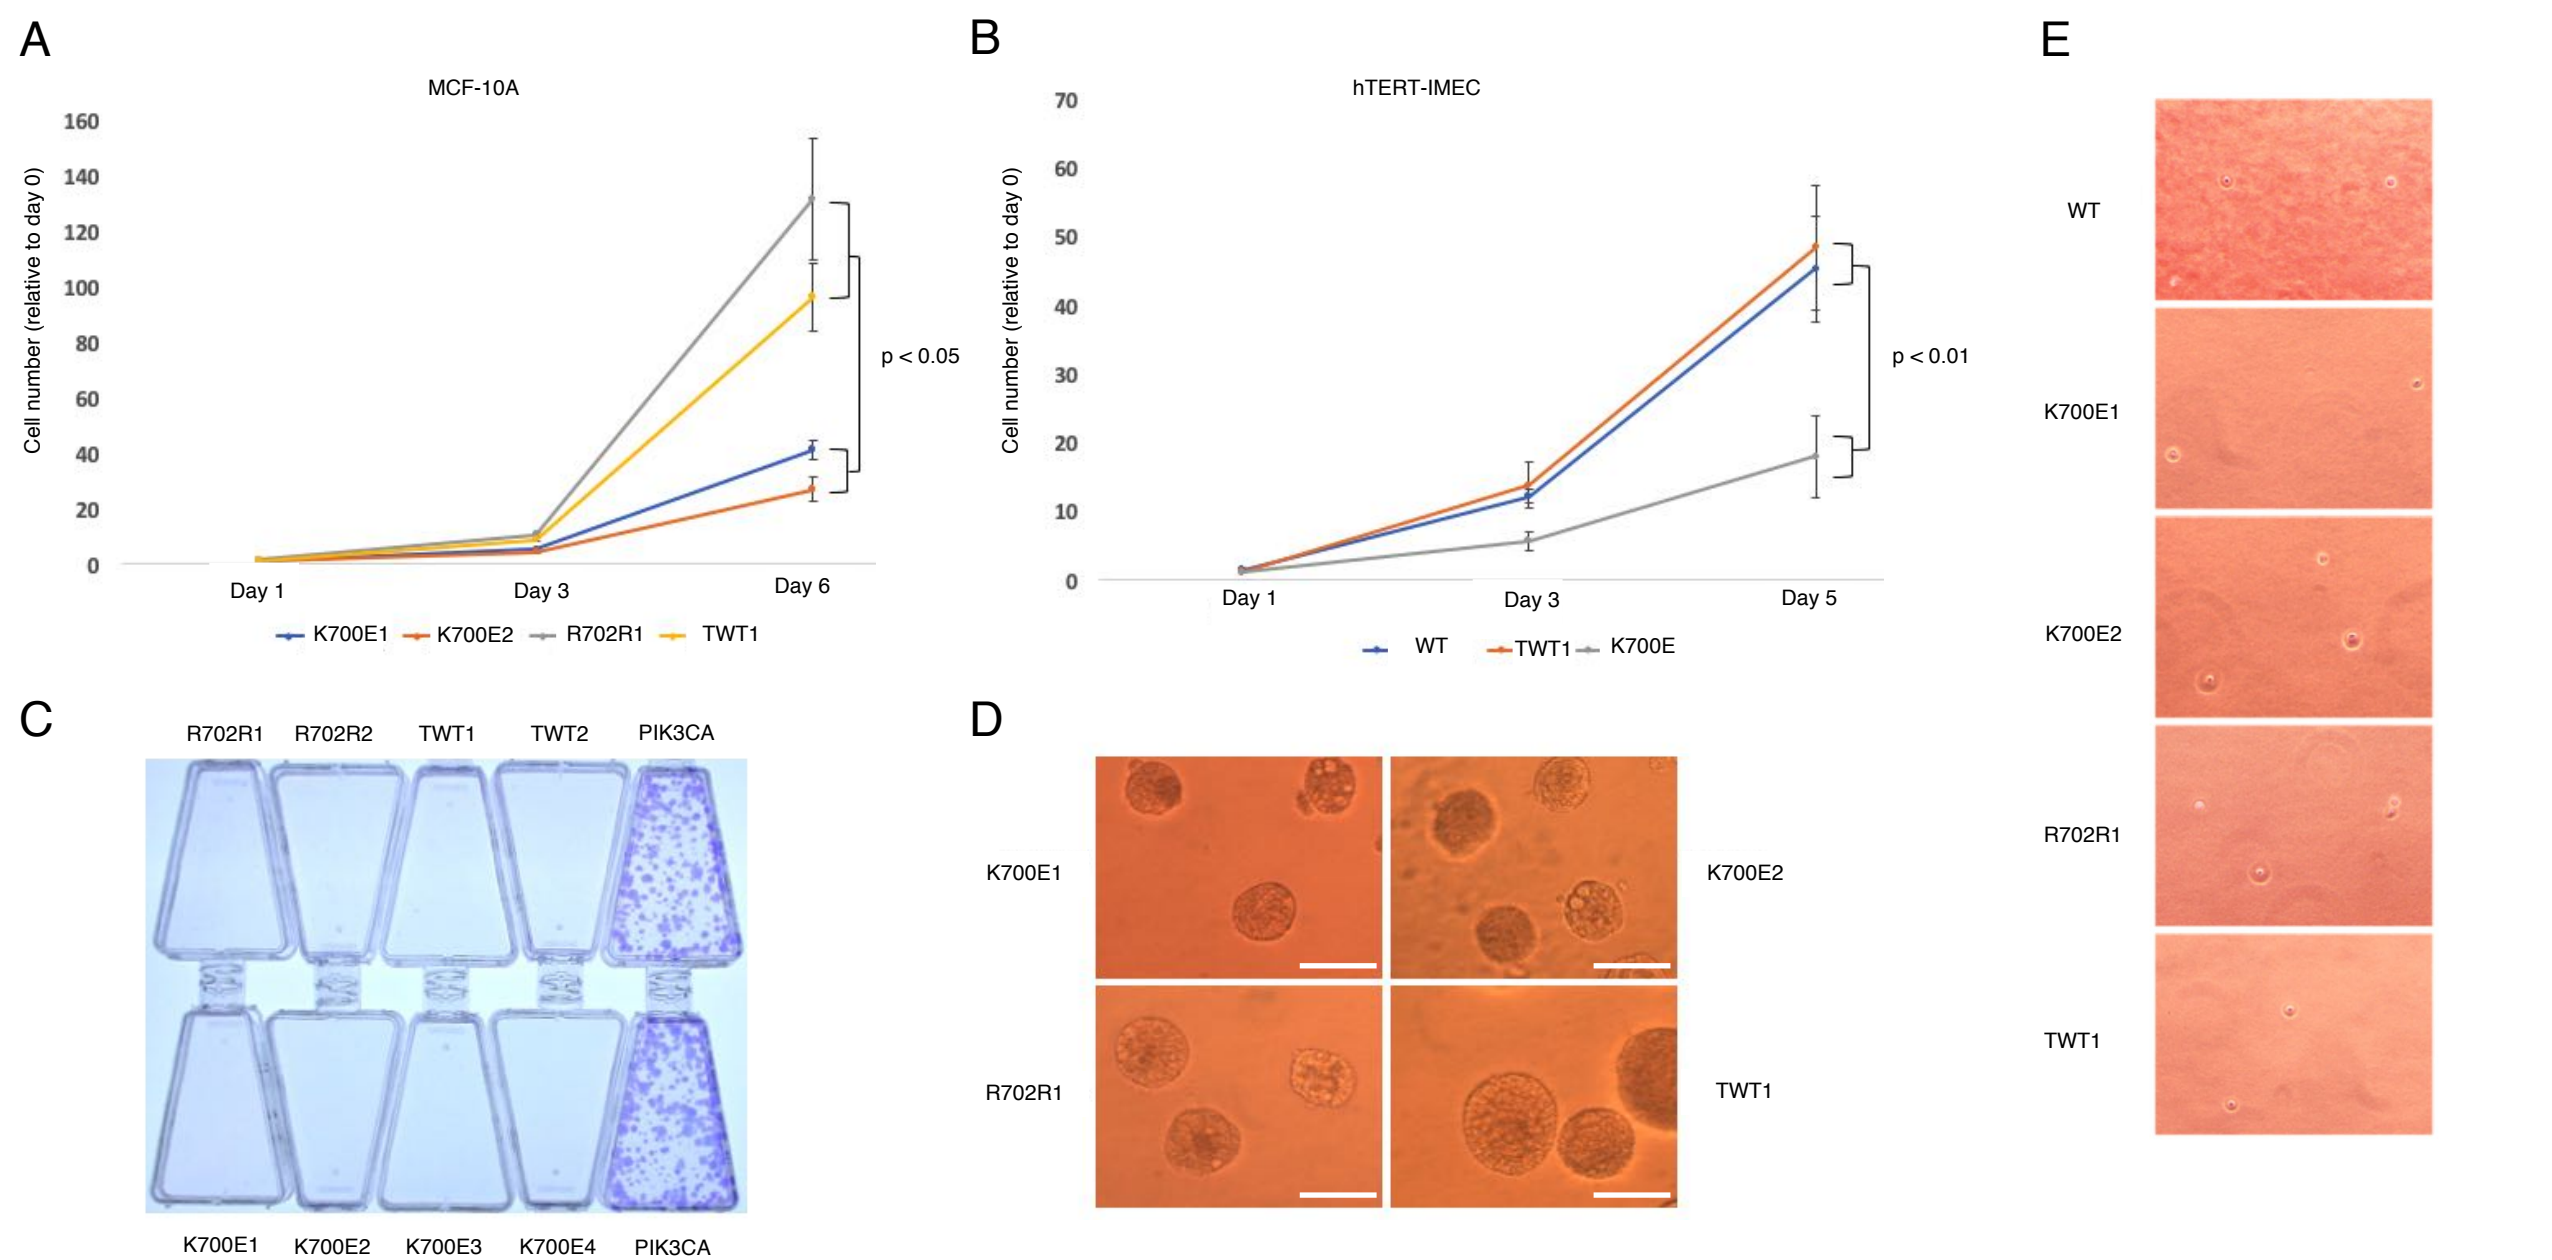 A
MCF-10A
Cell number (relative to day 0)
160
140
120
100
80
60
40
20
0
Day 1
Day 3
Day 6
p < 0.05
K700E1
K700E2
R702R1
TWT1
B
hTERT-IMEC
Cell number (relative to day 0)
70
60
50
40
30
20
10
0
Day 1
Day 3
Day 5
p < 0.01
WT
TWT1
K700E
C
R702R1
R702R2
TWT1
TWT2
PIK3CA
K700E1
K700E2
K700E3
K700E4
PIK3CA
D
K700E1
K700E2
R702R1
TWT1
E
WT
K700E1
K700E2
R702R1
TWT1